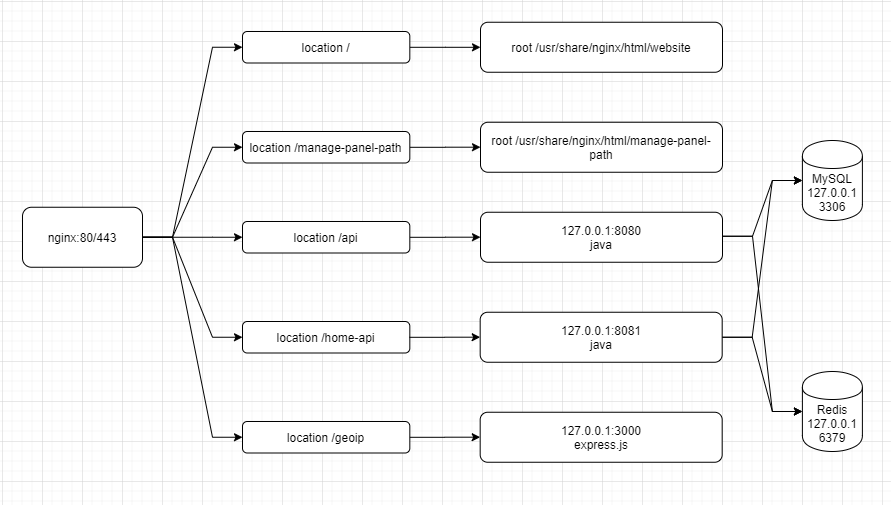 location /
root /usr/share/nginx/html/website
location /manage-panel-path
root /usr/share/nginx/html/manage-panel-
path
MySQL
127.0.0.1
3306
nginx:80/443
location /api
127.0.0.1:8080
java
location /home-api
127.0.0.1:8081
java
location /geoip
127.0.0.1:3000
express.js
Redis
127.0.0.1
6379